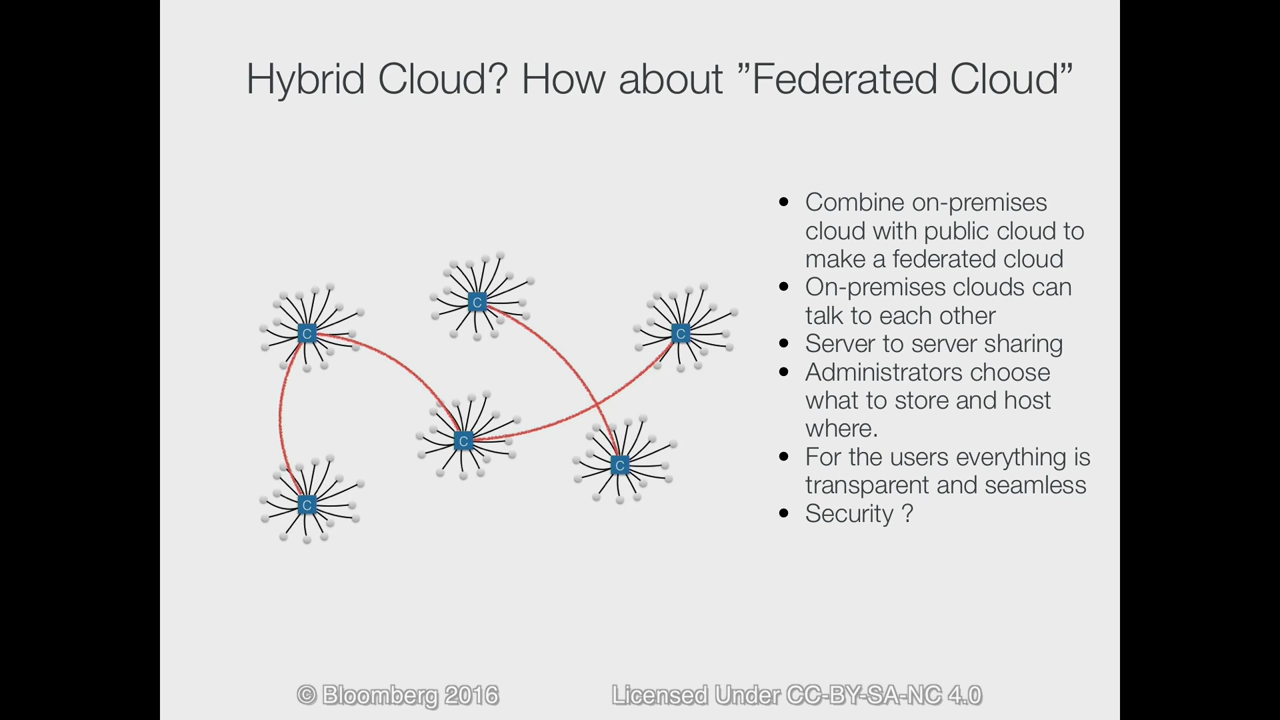 Hybrid Cloud? How about ”Federated Cloud”
• Combine on-premises
cloud with public cloud to
make a federated cloud
• On-premises clouds can
talk to each other
• Server to server sharing
• Administrators choose
what to store and host
where.
• For the users everything is
transparent and seamless
• Security ?
C
C
C
C
C
C
© Bloomberg 2016
Licensed Under CC-BY-SA-NC 4.0